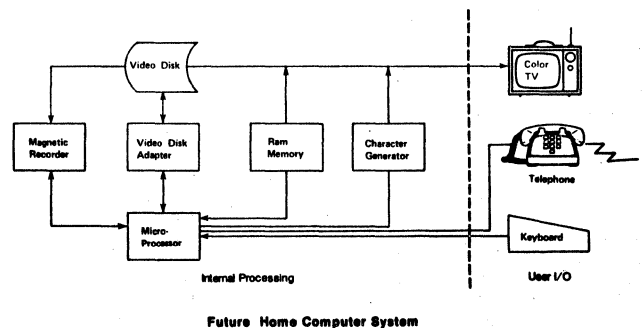 Video Disk
Color
TV
Magnetic
Recorder
Video Disk
Adapter
Ram
Memory
Character
Generator
Telephone
Micro-
Processor
Keyboard
Internal Processing
User I/O
Future Home Computer System